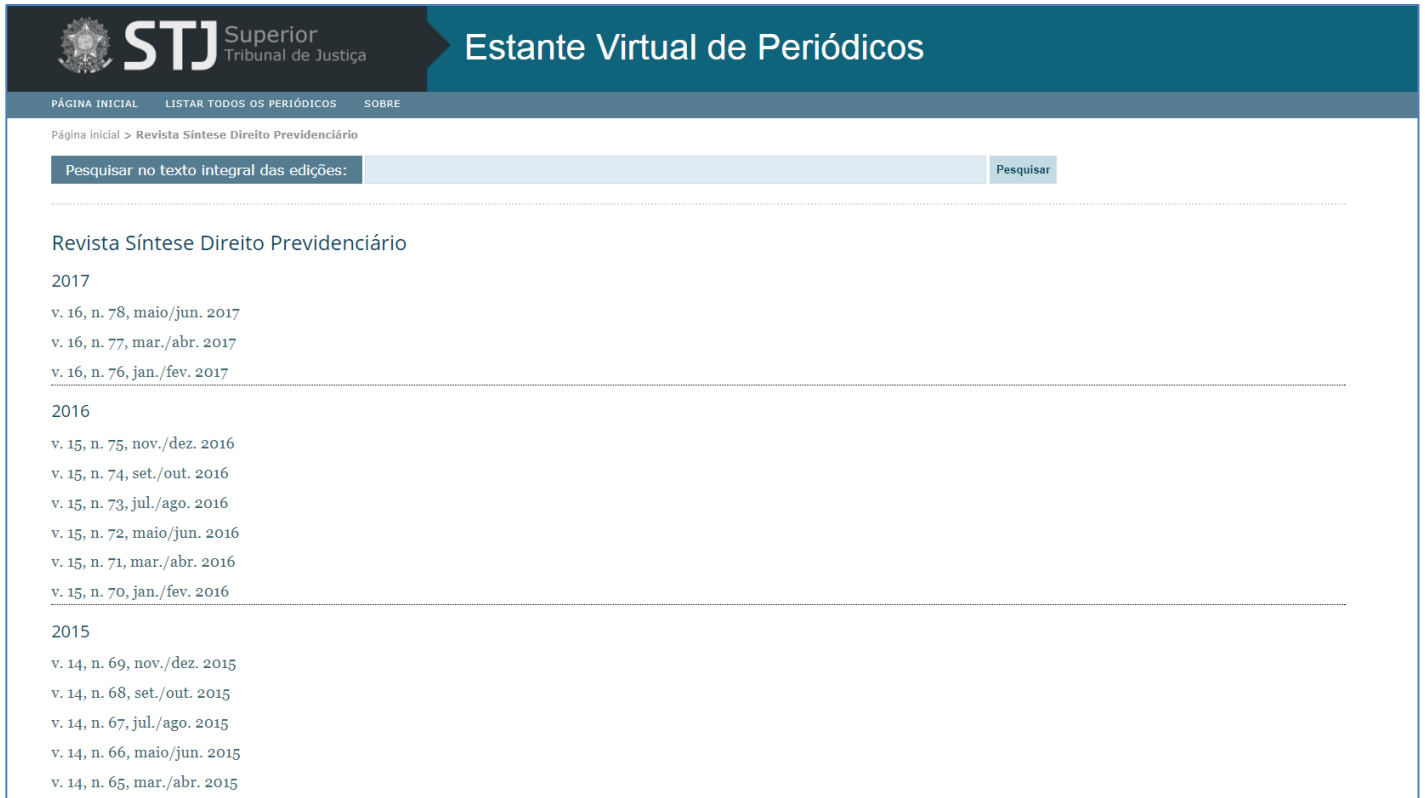 STJ Superior
Tribunal de Justiça
Estante Virtual de Periódicos
PÁGINA INICIAL LISTAR TODOS OS PERIÓDICOS SOBRE
Página inicial > Revista Síntese Direito Previdenciário
Pesquisar no texto integral das edições: Pesquisar
Revista Síntese Direito Previdenciário
2017
v. 16, n. 78, maio/jun. 2017
v. 16, n. 77, mar./abr. 2017
v. 16, n. 76, jan./fev. 2017
2016
v. 15, n. 75, nov./dez. 2016
v. 15, n. 74, set./out. 2016
v. 15, n. 73, jul./ago. 2016
v. 15, n. 72, maio/jun. 2016
v. 15, n. 71, mar./abr. 2016
v. 15, n. 70, jan./fev. 2016
2015
v. 14, n. 69, nov./dez. 2015
v. 14, n. 68, set./out. 2015
v. 14, n. 67, jul./ago. 2015
v. 14, n. 66, maio/jun. 2015
v. 14, n. 65, mar./abr. 2015